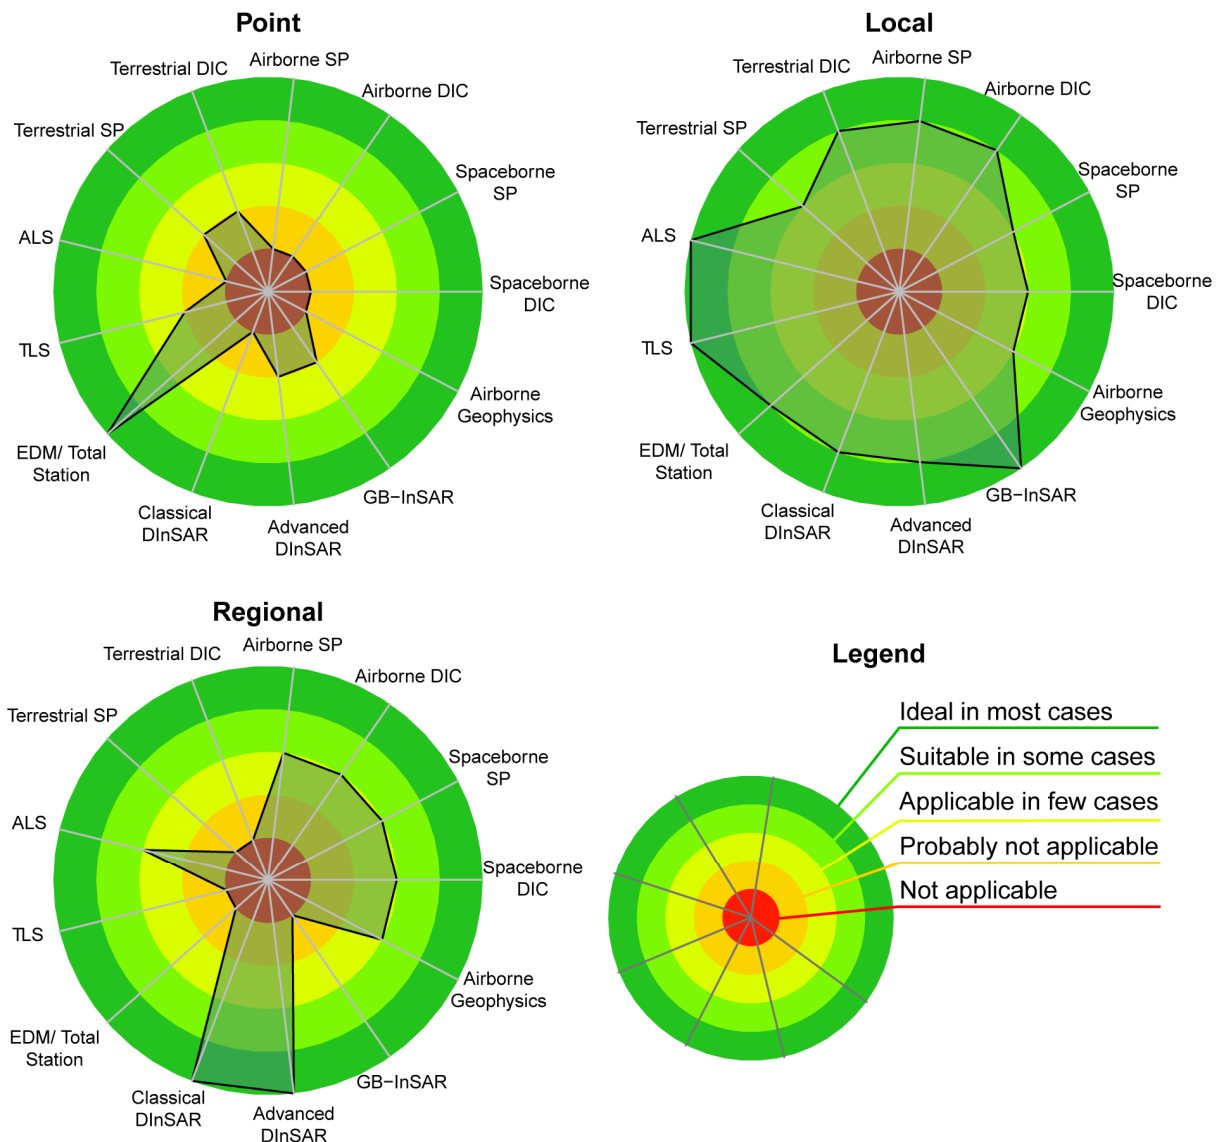 Point
Airborne SP
Terrestrial DIC
Airborne DIC
Terrestrial SP
Spaceborne
SP
ALS
Spaceborne
DIC
TLS
Airborne
Geophysics
EDM/ Total
Station
GB−InSAR
Classical
DInSAR
Advanced
DInSAR
Local
Airborne SP
Terrestrial DIC
Airborne DIC
Terrestrial SP
Spaceborne
SP
ALS
Spaceborne
DIC
TLS
Airborne
Geophysics
EDM/ Total
Station
GB−InSAR
Classical
DInSAR
Advanced
DInSAR
Regional
Airborne SP
Terrestrial DIC
Airborne DIC
Terrestrial SP
Spaceborne
SP
ALS
Spaceborne
DIC
TLS
Airborne
Geophysics
EDM/ Total
Station
GB−InSAR
Classical
DInSAR
Advanced
DInSAR
Legend
Ideal in most cases
Suitable in some cases
Applicable in few cases
Probably not applicable
Not applicable